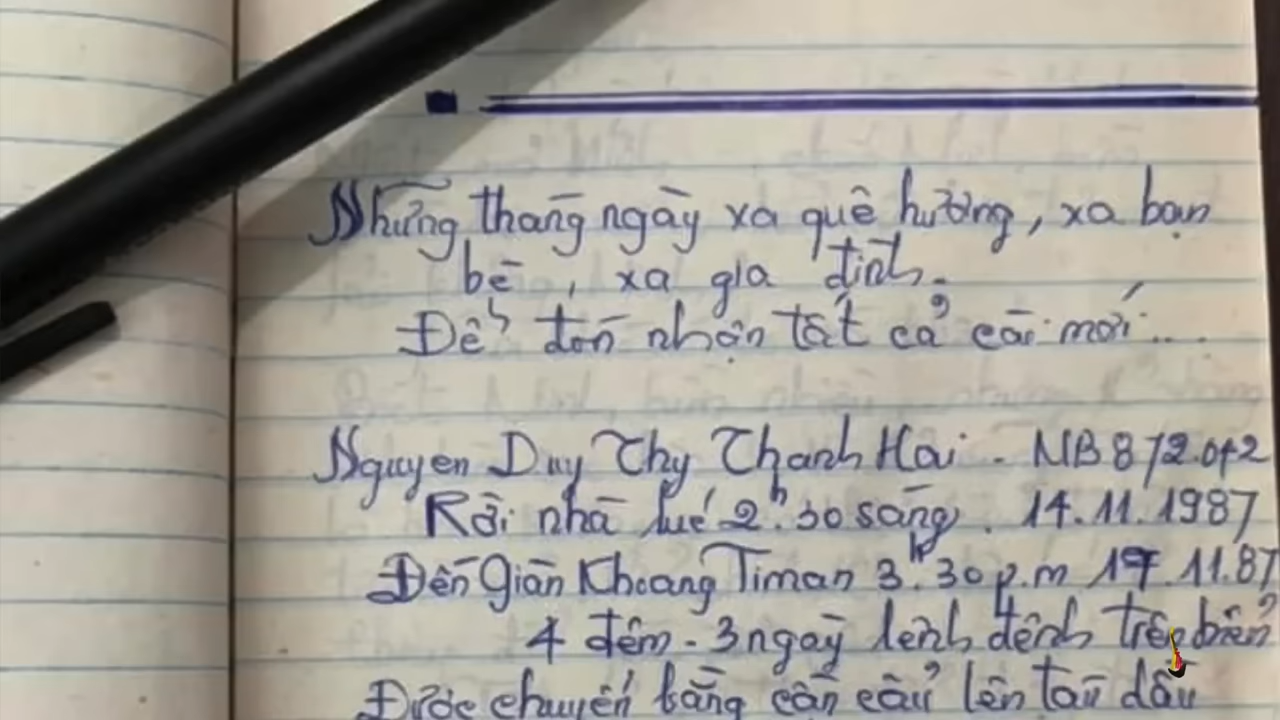 Những tháng ngày xa quê hương, xa bạn
bè, xa gia đình.
Để đón nhận tất cả cái mới...
Nguyen Duy Thy Thanh Hai - MB 872.042
Rời nhà lúc 2h.30 sáng. 14.11.1987
Đến Giàn Khoang Timan 3h.30 p.m 17.11.87
4 đêm - 3 ngày lênh đênh trên biển
Được chuyển bằng cần cẩu lên tàu dầu